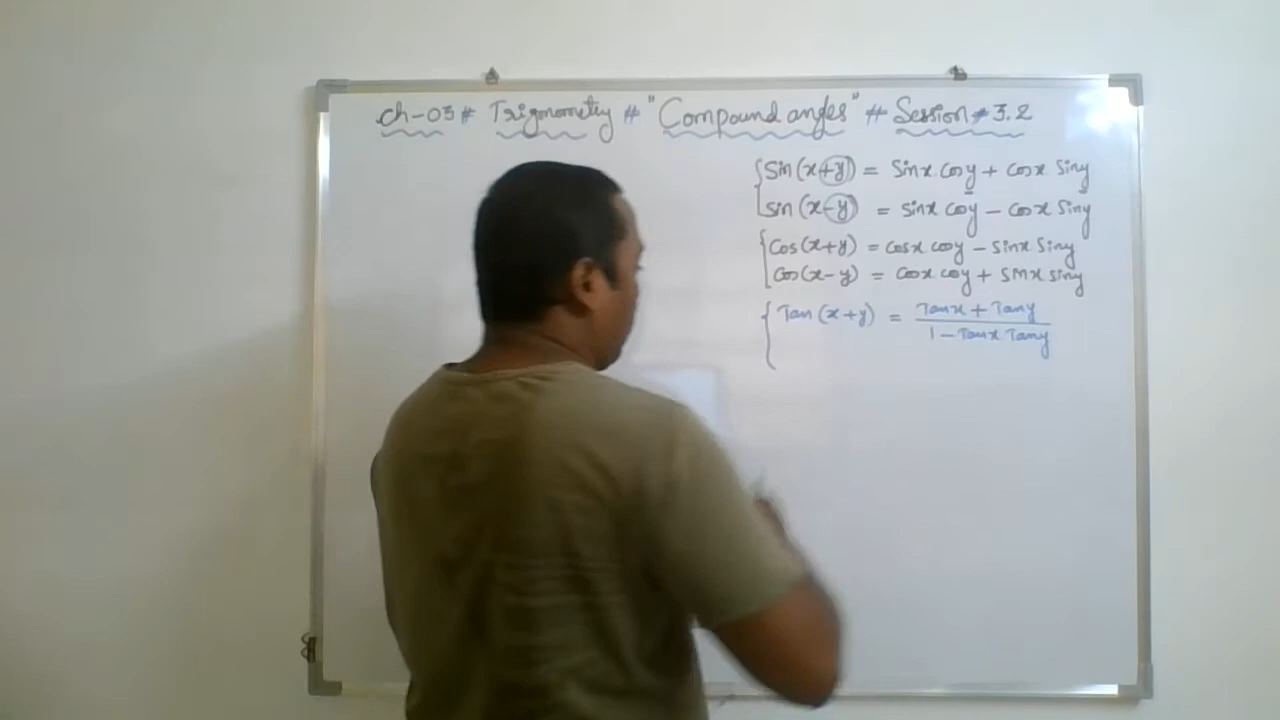 Ch-03 # Trignometry # "Compound angles" # Session # 3.2
Sin(x+y) = Sinx Cosy + Cosx Siny
Sin(x-y) = Sinx Cosy - Cosx Siny
Cos(x+y) = Cosx Cosy - Sinx Siny
Cos(x-y) = Cosx Cosy + Sinx Siny
Tan(x+y) = Tanx + Tany
1 - Tanx Tany